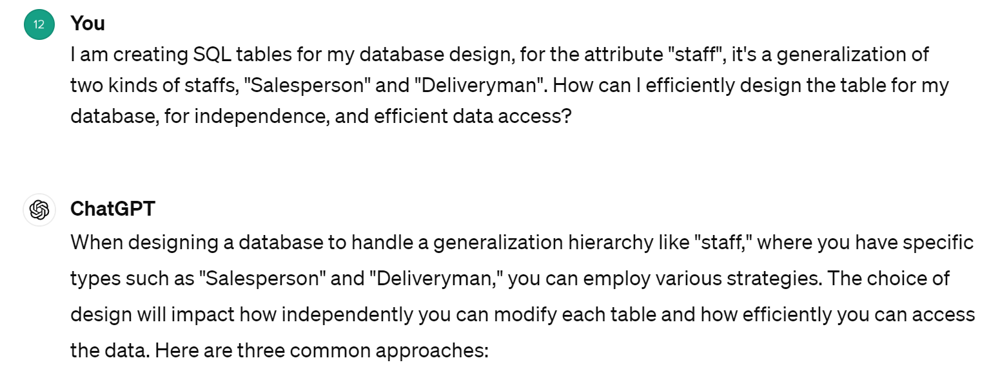 12
You
I am creating SQL tables for my database design, for the attribute "staff", it's a generalization of
two kinds of staffs, "Salesperson" and "Deliveryman". How can I efficiently design the table for my
database, for independence, and efficient data access?
ChatGPT
When designing a database to handle a generalization hierarchy like "staff," where you have specific
types such as "Salesperson" and "Deliveryman," you can employ various strategies. The choice of
design will impact how independently you can modify each table and how efficiently you can access
the data. Here are three common approaches: